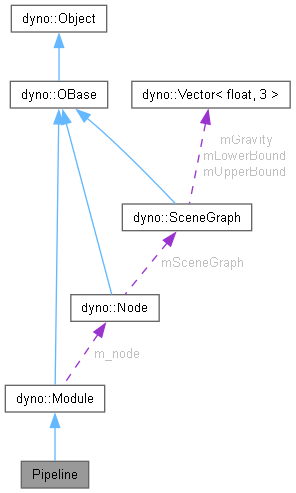 dyno::Object
dyno::OBase
dyno::Vector< float, 3 >
mGravity
mLowerBound
mUpperBound
dyno::SceneGraph
mSceneGraph
dyno::Node
m_node
dyno::Module
Pipeline